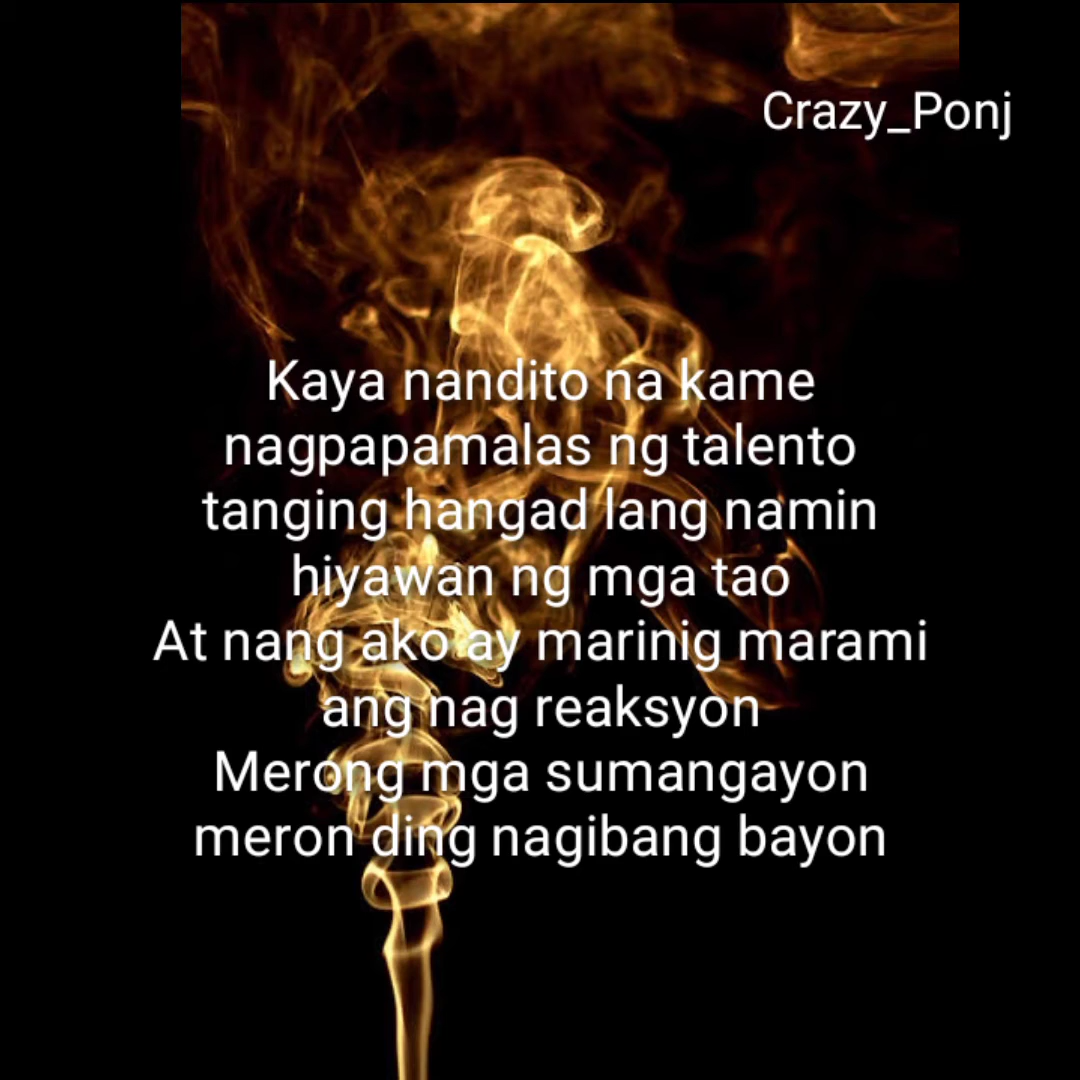 Crazy_Ponj
Kaya nandito na kame
nagpapamalas ng talento
tanging hangad lang namin
hiyawan ng mga tao
At nang ako ay marinig marami
ang nag reaksyon
Merong mga sumangayon
meron ding nagibang bayon